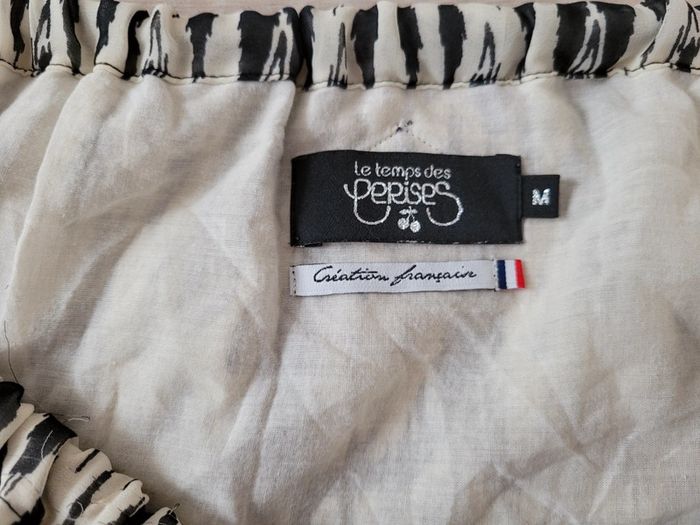 Le temps des
cerises
M
Création française